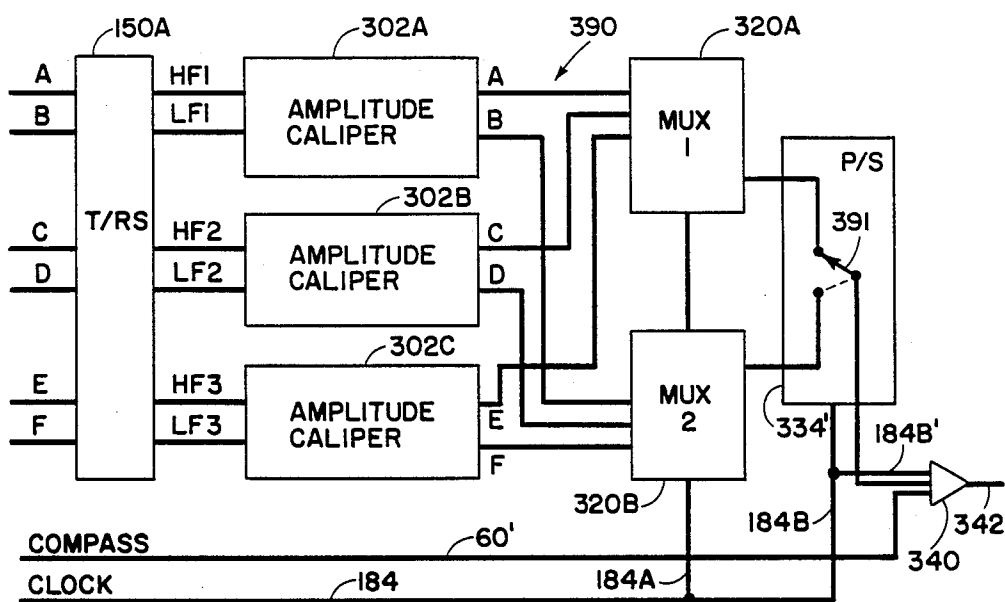 150A
302A
390
320A
A
HF1
A
B
LF1
B
AMPLITUDE
CALIPER
MUX
1
P/S
302B
T/RS
391
C
HF2
C
D
LF2
D
AMPLITUDE
CALIPER
302C
E
HF3
E
F
LF3
F
AMPLITUDE
CALIPER
MUX
2
334'
184B'
320B
184B
340
342
COMPASS
60'
CLOCK
184
184A